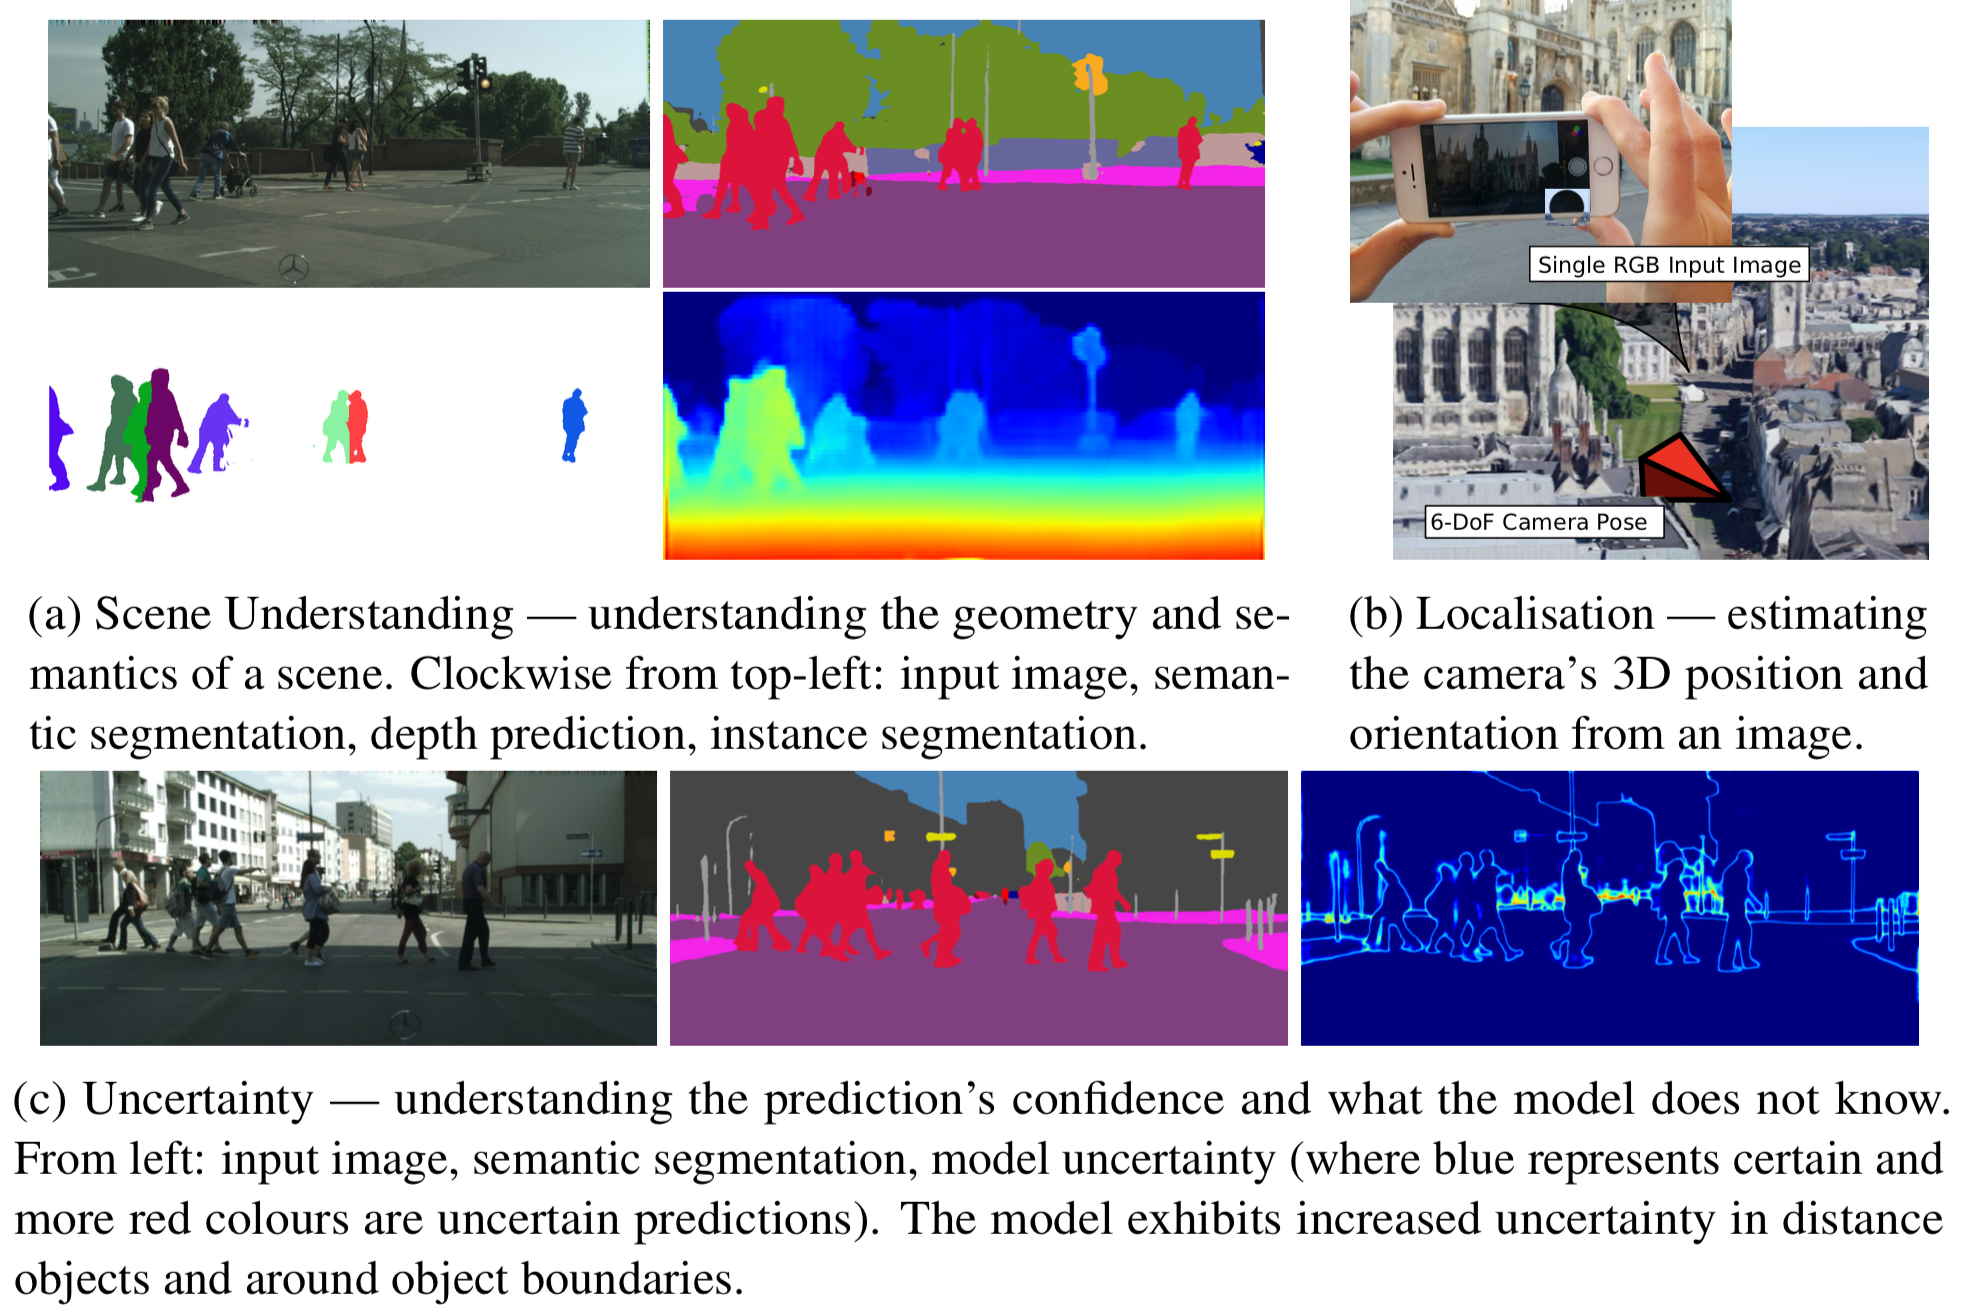 Single RGB Input Image
6-DoF Camera Pose
(a) Scene Understanding — understanding the geometry and se-
mantics of a scene. Clockwise from top-left: input image, seman-
tic segmentation, depth prediction, instance segmentation.
(b) Localisation — estimating
the camera's 3D position and
orientation from an image.
(c) Uncertainty — understanding the prediction's confidence and what the model does not know.
From left: input image, semantic segmentation, model uncertainty (where blue represents certain and
more red colours are uncertain predictions). The model exhibits increased uncertainty in distance
objects and around object boundaries.